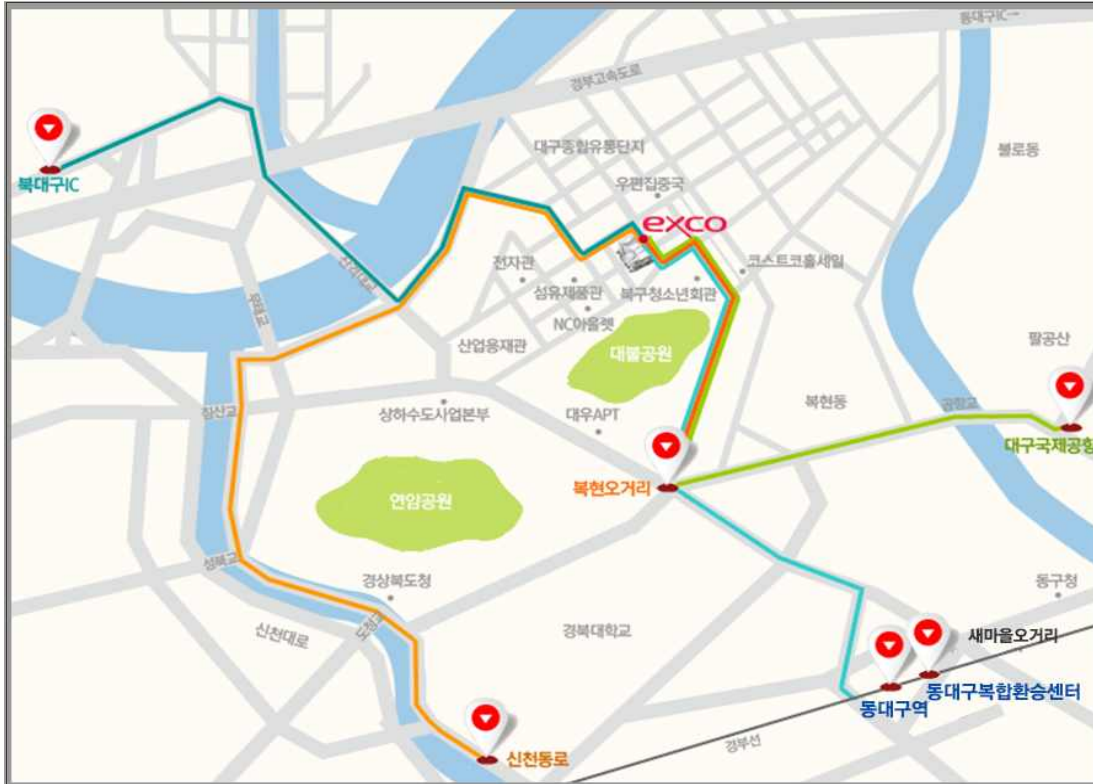 동대구IC→
경부고속도로
대구종합유통단지
불로동
우편집중국
북대구IC
exco
전자관
코스트코홀세일
산격대교
섬유제품관
북구청소년회관
무태교
NC아울렛
산업용재관
대불공원
팔공산
침산교
상하수도사업본부
대우APT
복현동
공항교
대구국제공항
복현오거리
연암공원
성북교
경상북도청
동구청
도청교
신천대로
경북대학교
새마을오거리
동대구복합환승센터
동대구역
경부선
신천동로